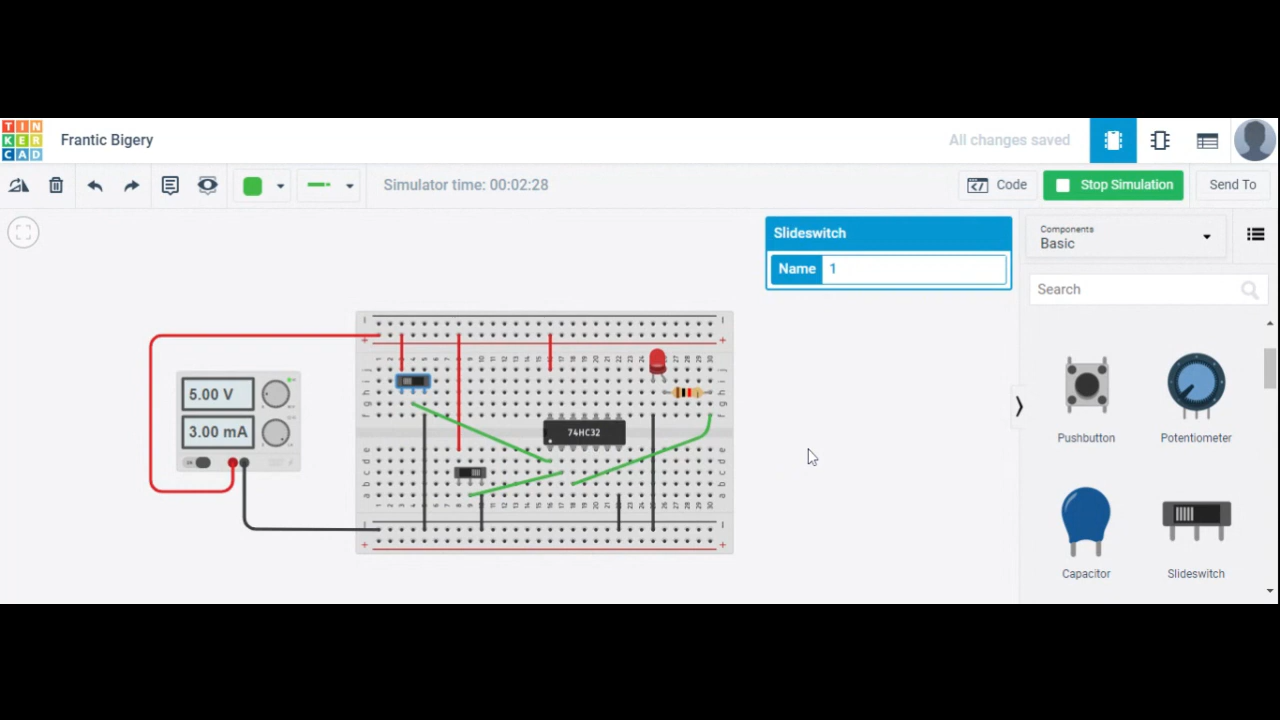 TIN
KER
CAD
Frantic Bigery
All changes saved
Simulator time: 00:02:28
Code
Stop Simulation
Send To
Slideswitch
Name 1
Components
Basic
Search
5.00 V
3.00 mA
74HC32
Pushbutton
Potentiometer
Capacitor
Slideswitch